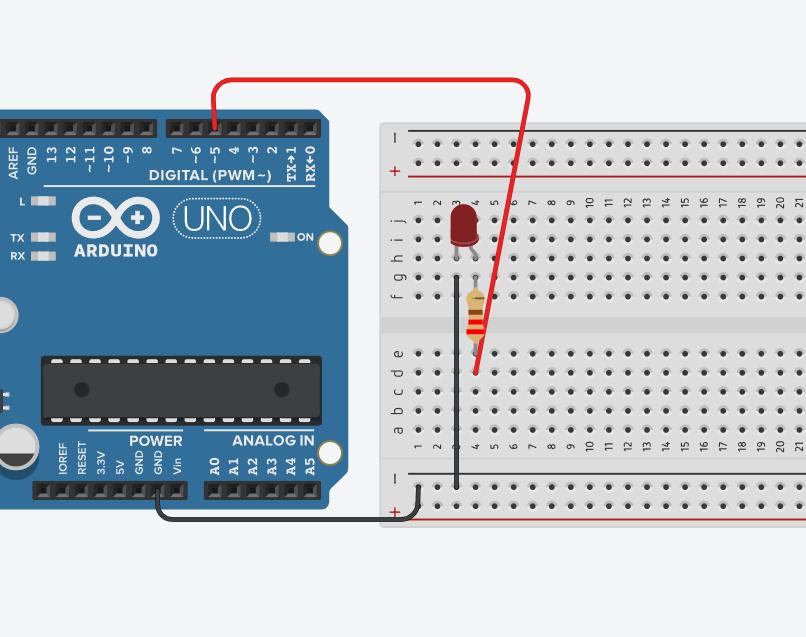 AREF GND 13 12 ~11 ~10 ~9 8 7 ~6 ~5 4 ~3 2 TX→1 RX←0
DIGITAL (PWM~)
L
TX
RX
ARDUINO
UNO
ON
POWER
ANALOG IN
IOREF RESET 3.3V 5V GND GND Vin A0 A1 A2 A3 A4 A5
−
+
1 2 3 4 5 6 7 8 9 10 11 12 13 14 15 16 17 18 19 20 21
j
i
h
g
f
e
d
c
b
a
1 2 3 4 5 6 7 8 9 10 11 12 13 14 15 16 17 18 19 20 21
−
+